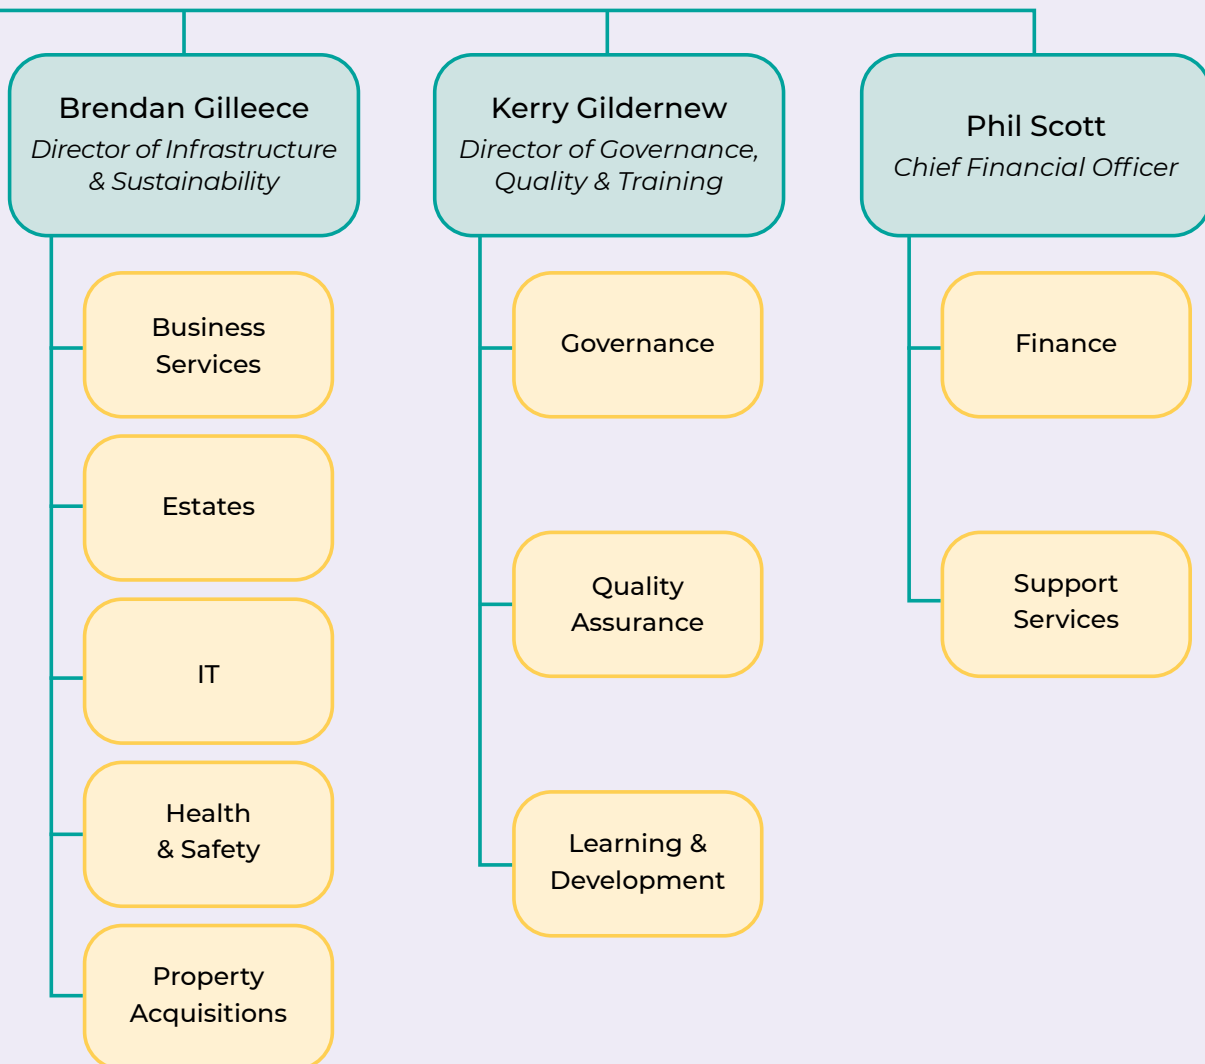 Brendan Gilleece
Director of Infrastructure
& Sustainability
Business
Services
Estates
IT
Health
& Safety
Property
Acquisitions
Kerry Gildernew
Director of Governance,
Quality & Training
Governance
Quality
Assurance
Learning &
Development
Phil Scott
Chief Financial Officer
Finance
Support
Services